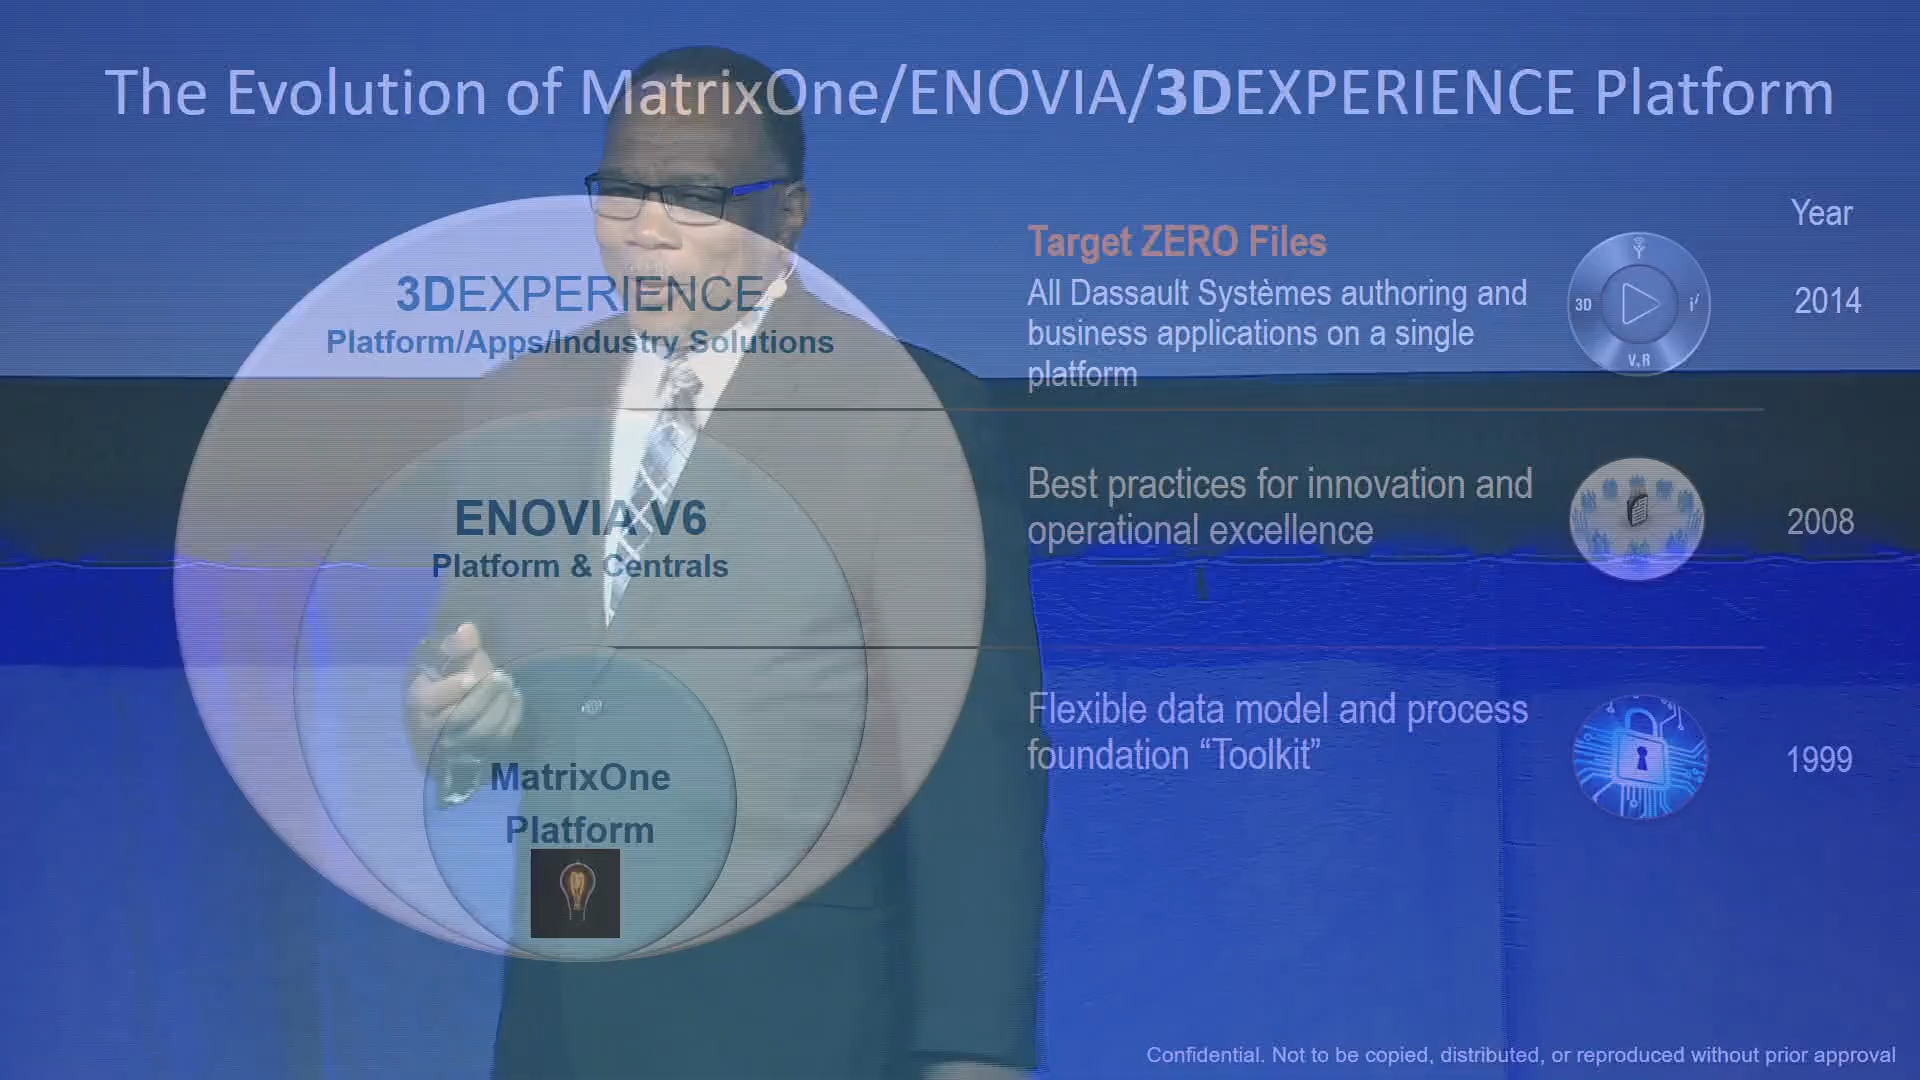 The Evolution of MatrixOne/ENOVIA/3DEXPERIENCE Platform
Year
3DEXPERIENCE
Platform/Apps/Industry Solutions
Target ZERO Files
All Dassault Systèmes authoring and
business applications on a single
platform
3D
i
V,R
2014
ENOVIA V6
Platform & Centrals
Best practices for innovation and
operational excellence
2008
MatrixOne
Platform
Flexible data model and process
foundation “Toolkit”
1999
Confidential. Not to be copied, distributed, or reproduced without prior approval